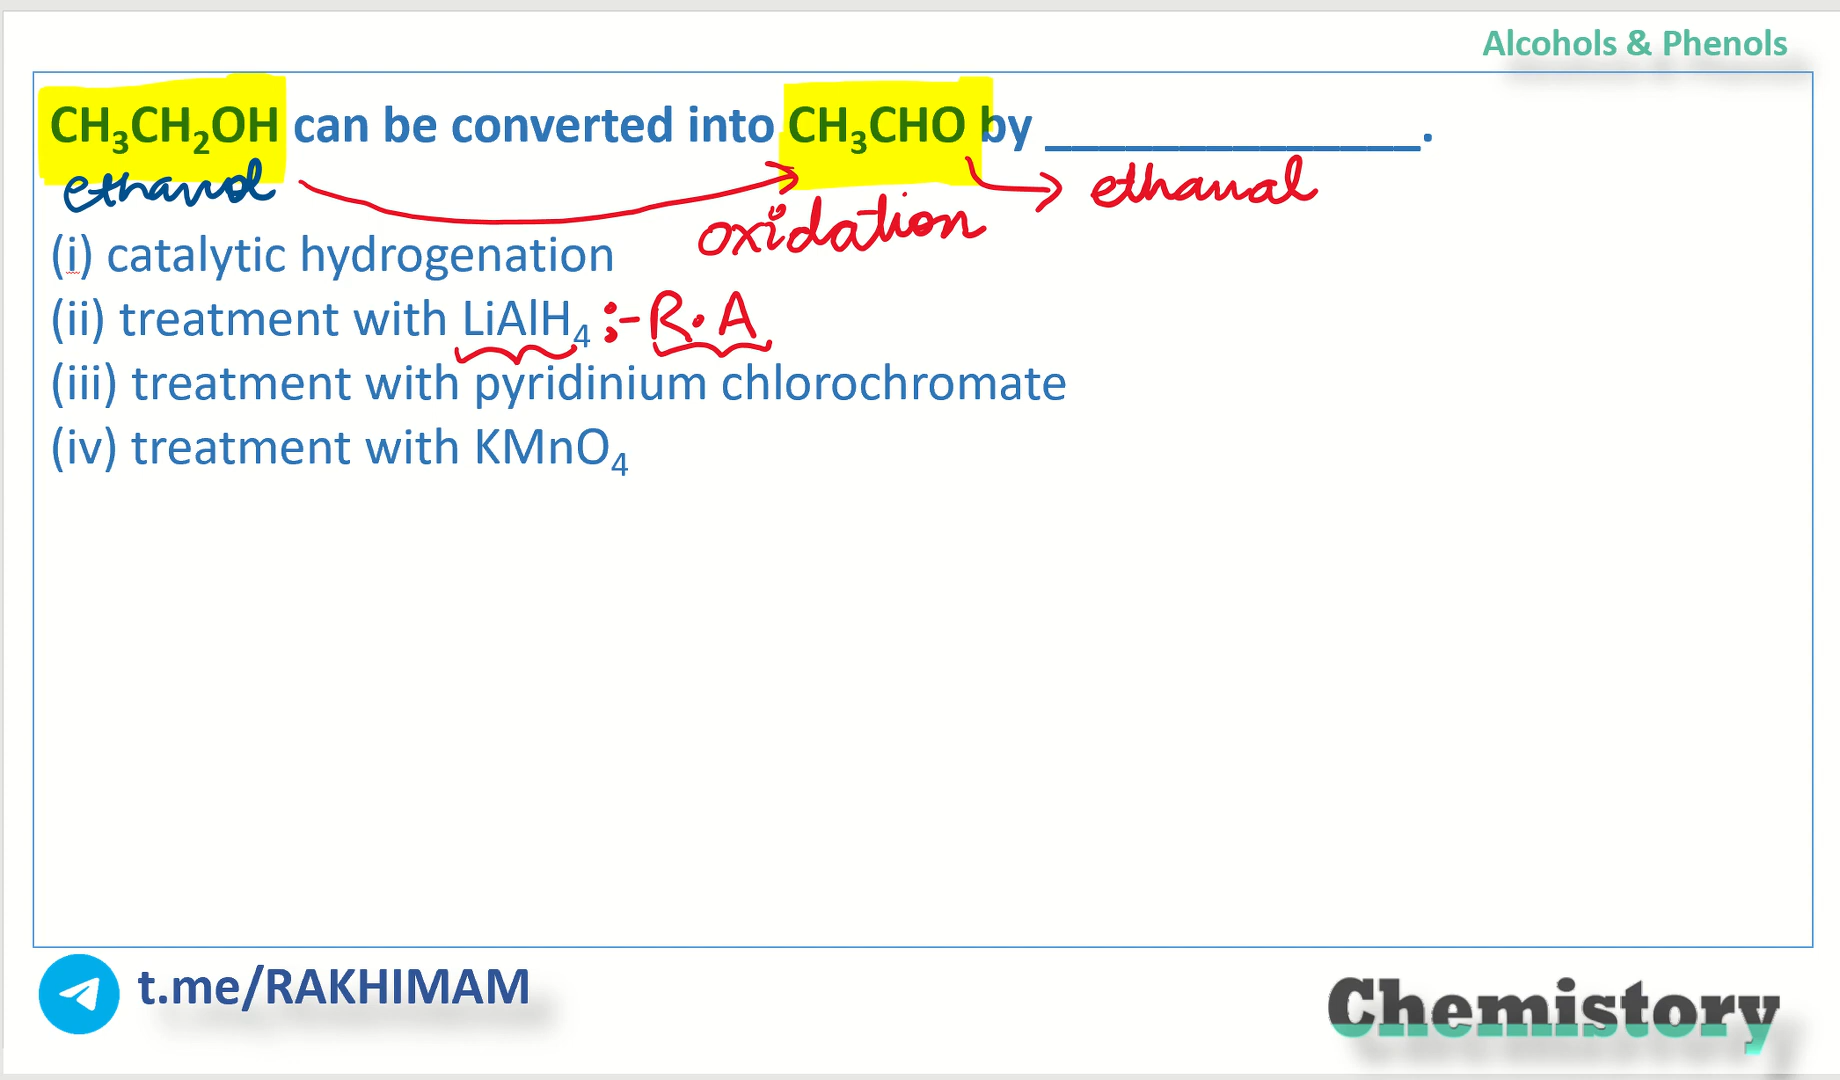 Alcohols & Phenols
CH₃CH₂OH can be converted into CH₃CHO by ______________.
ethanol
ethanal
oxidation
(i) catalytic hydrogenation
(ii) treatment with LiAlH₄ :- R.A
(iii) treatment with pyridinium chlorochromate
(iv) treatment with KMnO₄
t.me/RAKHIMAM
Chemistory